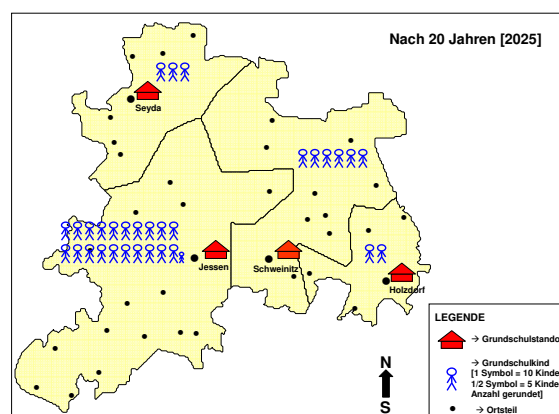 Nach 20 Jahren [2025]
Seyda
Jessen
Schweinitz
Holzdorf
LEGENDE
→ Grundschulstando
→ Grundschulkind
[1 Symbol = 10 Kinde
1/2 Symbol = 5 Kinde
Anzahl gerundet]
→ Ortsteil
N
S